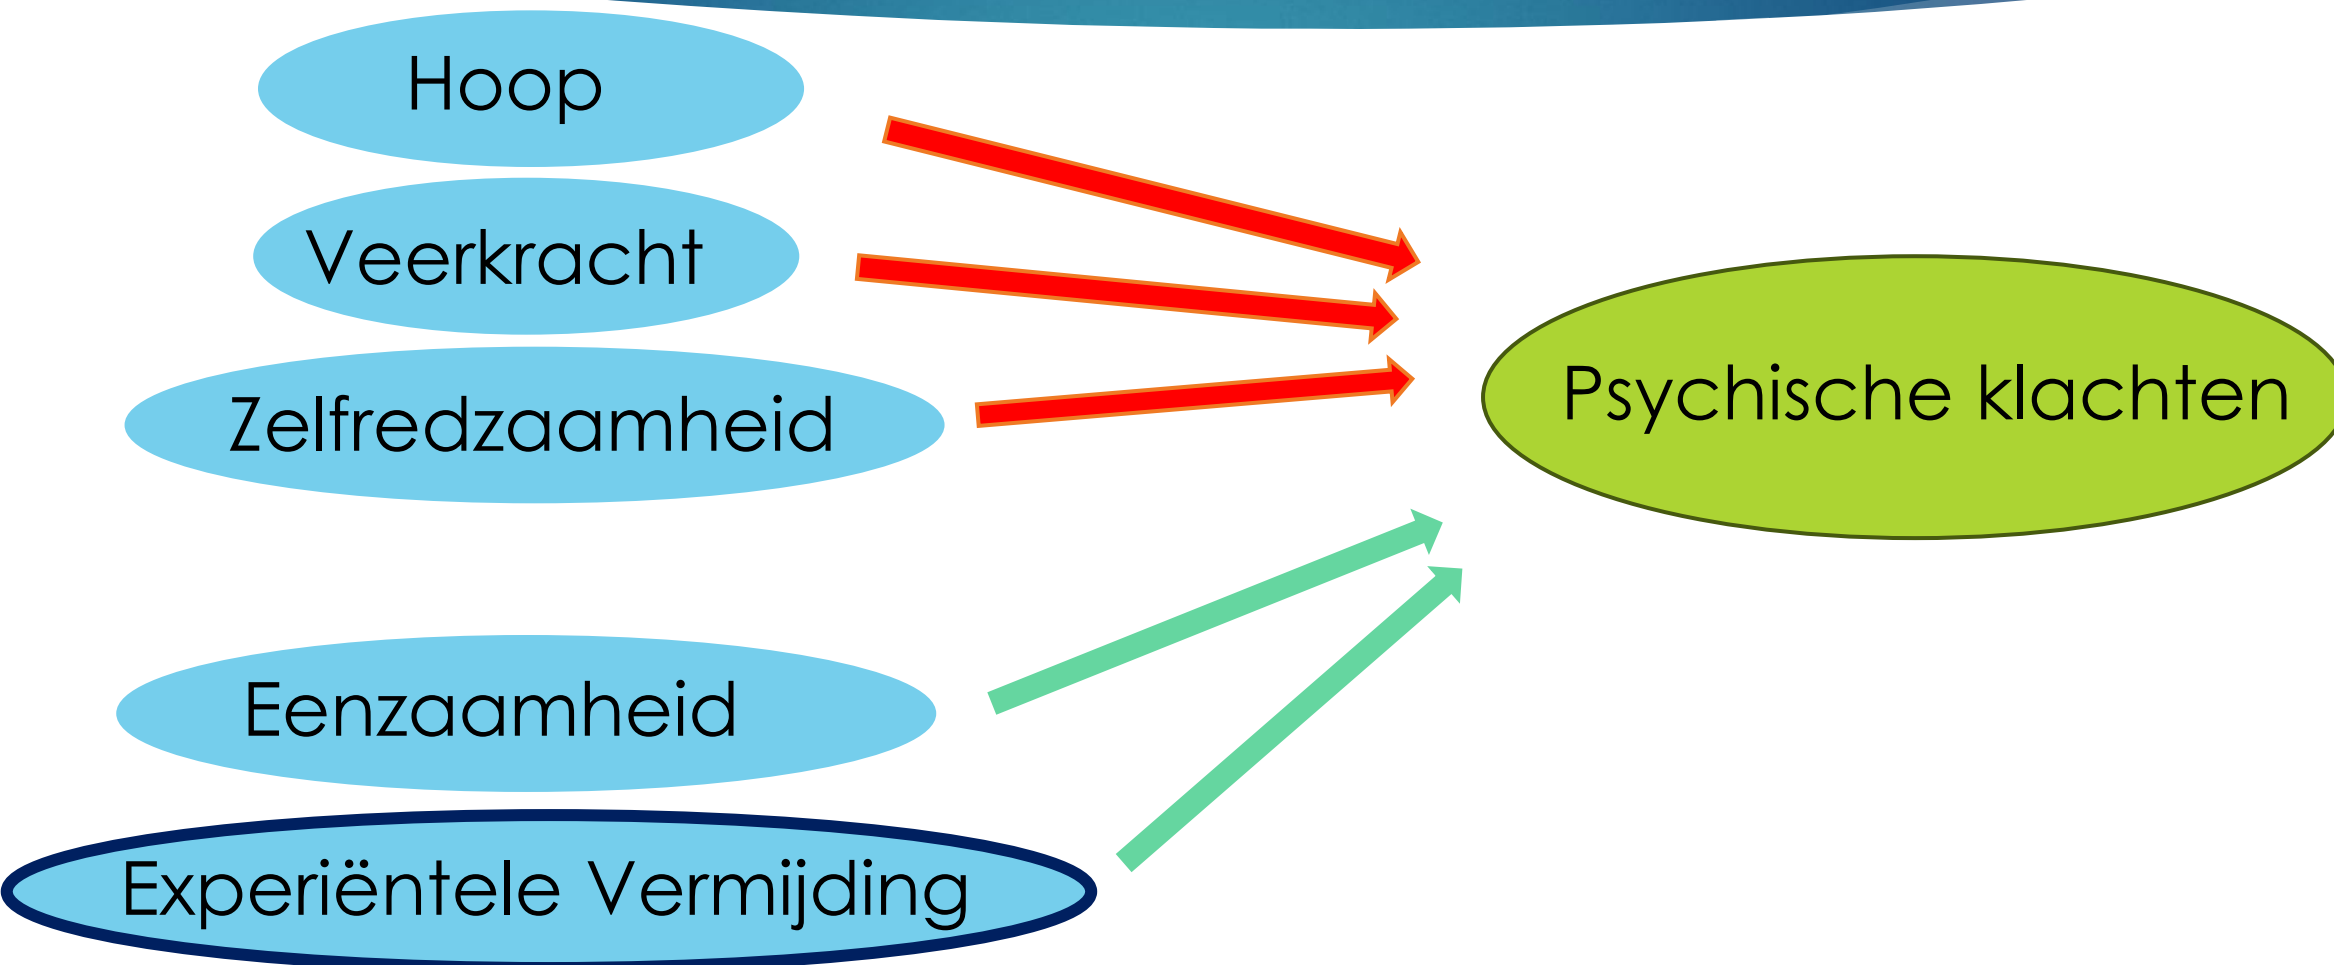 Hoop
Veerkracht
Zelfredzaamheid
Psychische klachten
Eenzaamheid
Experiëntele Vermijding